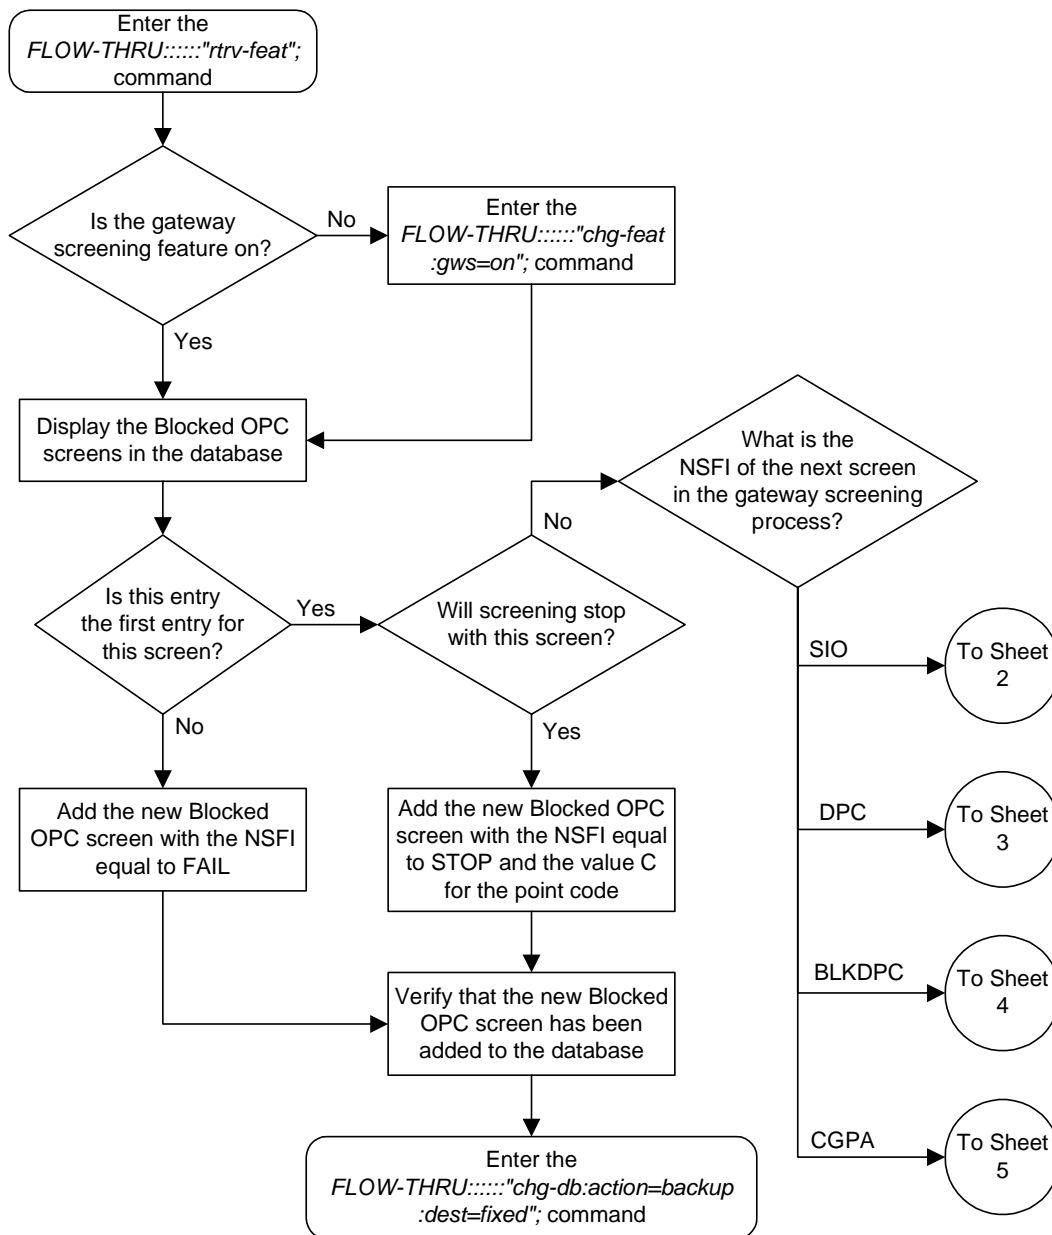 Enter the
FLOW-THRU::::::"rtrv-feat";
command
Is the gateway
screening feature on?
No
Enter the
FLOW-THRU::::::"chg-feat
:gws=on"; command
Yes
Display the Blocked OPC
screens in the database
What is the
NSFI of the next screen
in the gateway screening
process?
No
Is this entry
the first entry for
this screen?
Yes
Will screening stop
with this screen?
SIO
To Sheet
2
No
Yes
Add the new Blocked
OPC screen with the NSFI
equal to FAIL
Add the new Blocked OPC
screen with the NSFI equal
to STOP and the value C
for the point code
DPC
To Sheet
3
Verify that the new Blocked
OPC screen has been
added to the database
BLKDPC
To Sheet
4
Enter the
FLOW-THRU::::::"chg-db:action=backup
:dest=fixed"; command
CGPA
To Sheet
5